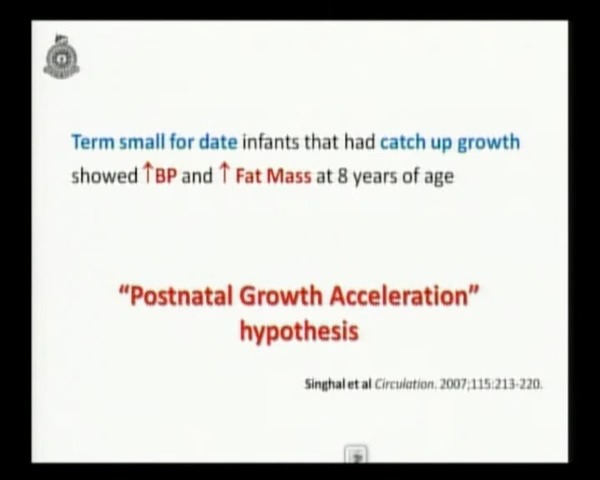 Term small for date infants that had catch up growth
showed ↑BP and ↑ Fat Mass at 8 years of age
“Postnatal Growth Acceleration”
hypothesis
Singhal et al Circulation. 2007;115:213-220.